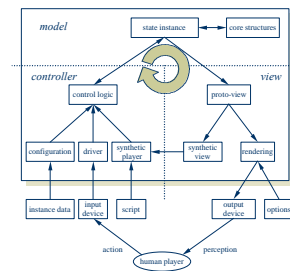 model
state instance
core structures
controller
view
control logic
proto-view
configuration
driver
synthetic
player
synthetic
view
rendering
instance data
input
device
script
output
device
options
action
perception
human player